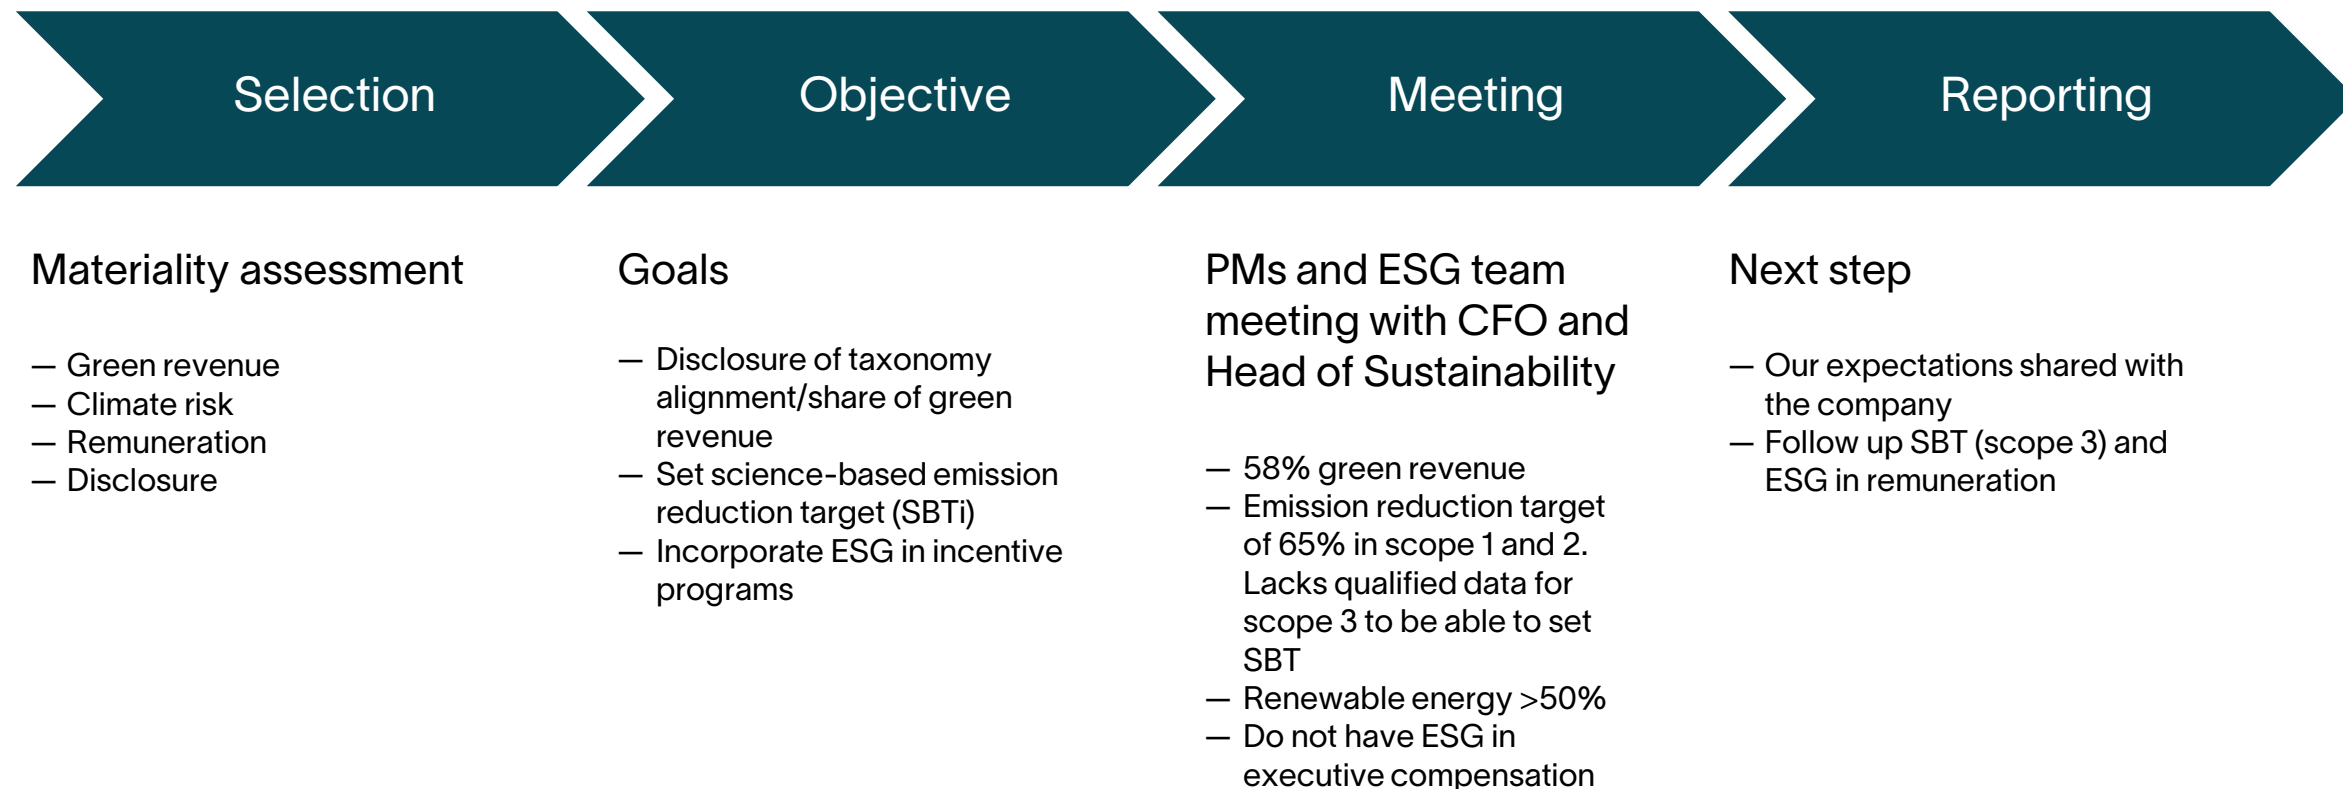 Selection
Objective
Meeting
Reporting
Materiality assessment
— Green revenue
— Climate risk
— Remuneration
— Disclosure
Goals
— Disclosure of taxonomy
alignment/share of green
revenue
— Set science-based emission
reduction target (SBTi)
— Incorporate ESG in incentive
programs
PMs and ESG team
meeting with CFO and
Head of Sustainability
— 58% green revenue
— Emission reduction target
of 65% in scope 1 and 2.
Lacks qualified data for
scope 3 to be able to set
SBT
— Renewable energy >50%
— Do not have ESG in
executive compensation
Next step
— Our expectations shared with
the company
— Follow up SBT (scope 3) and
ESG in remuneration